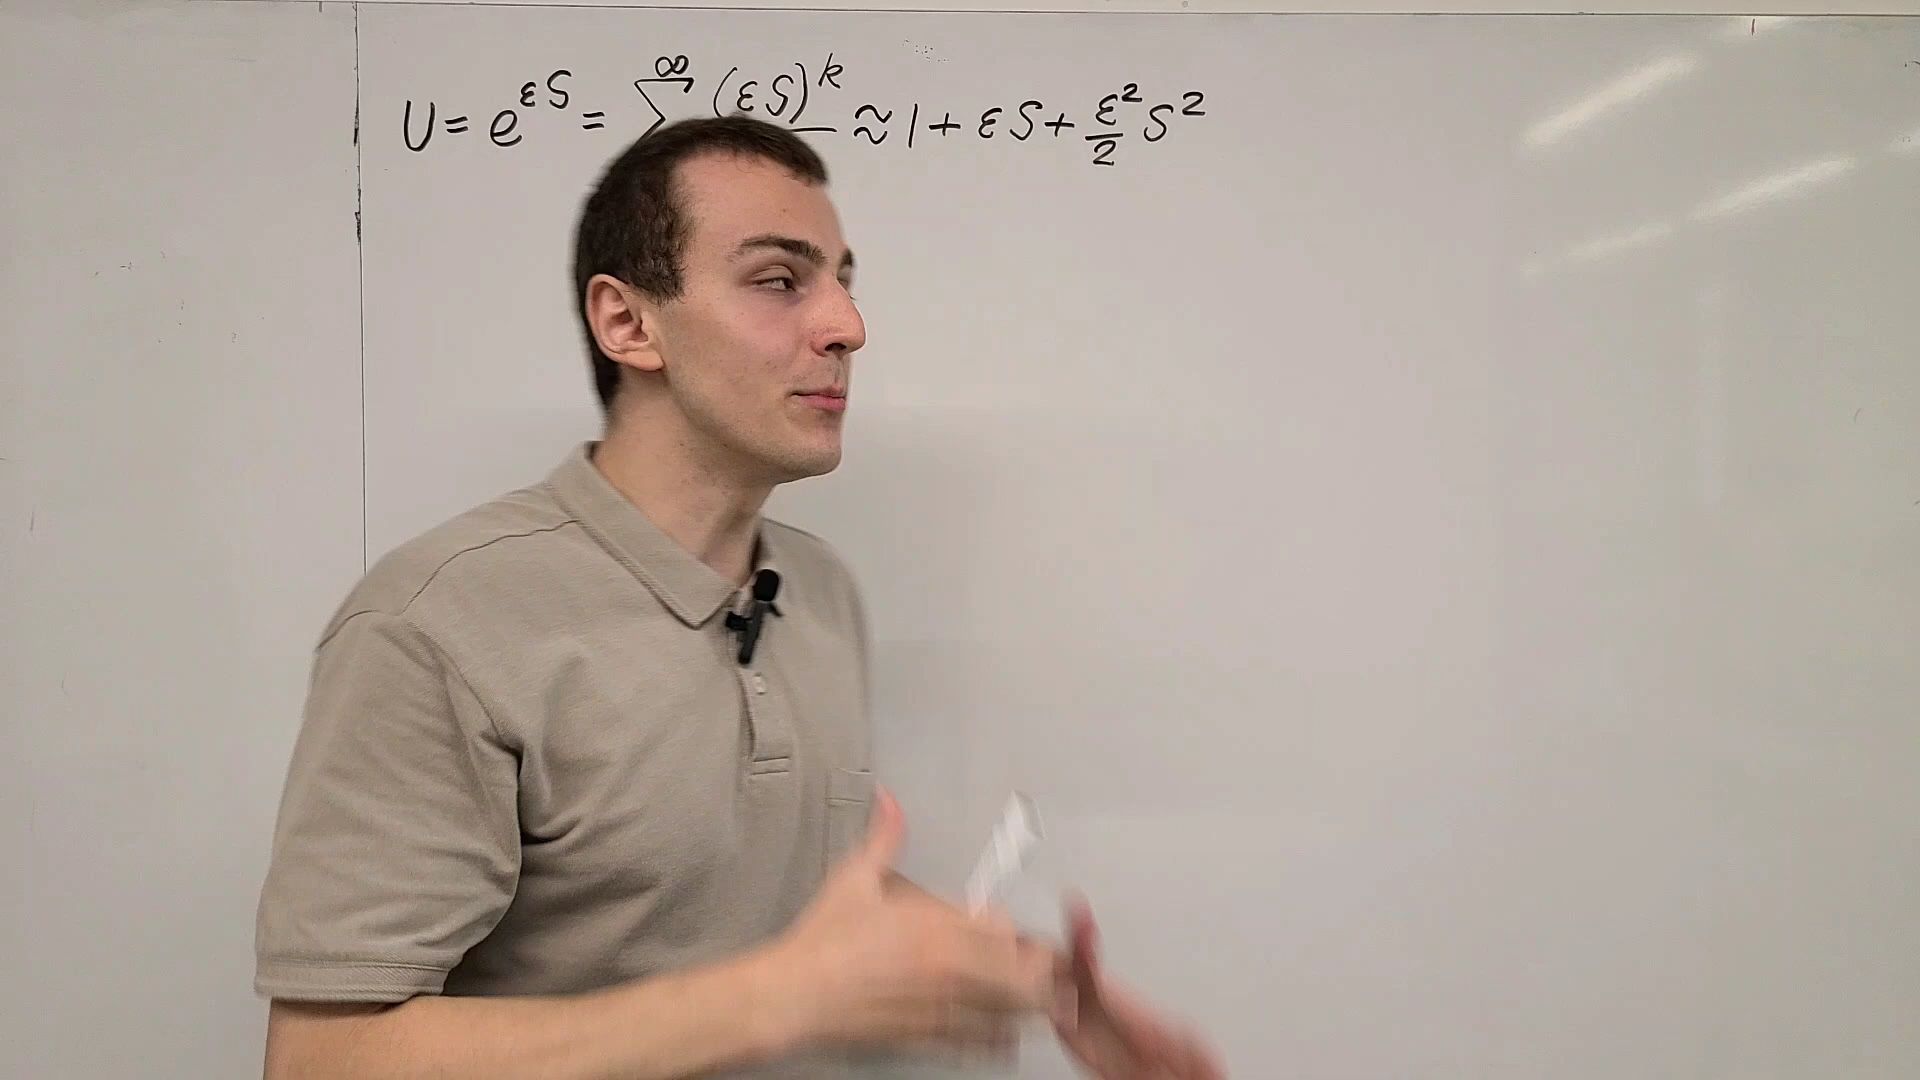 U = e^{εS} = ∑^{∞} (εS)^k ≈ 1 + εS + ε²/2 S²